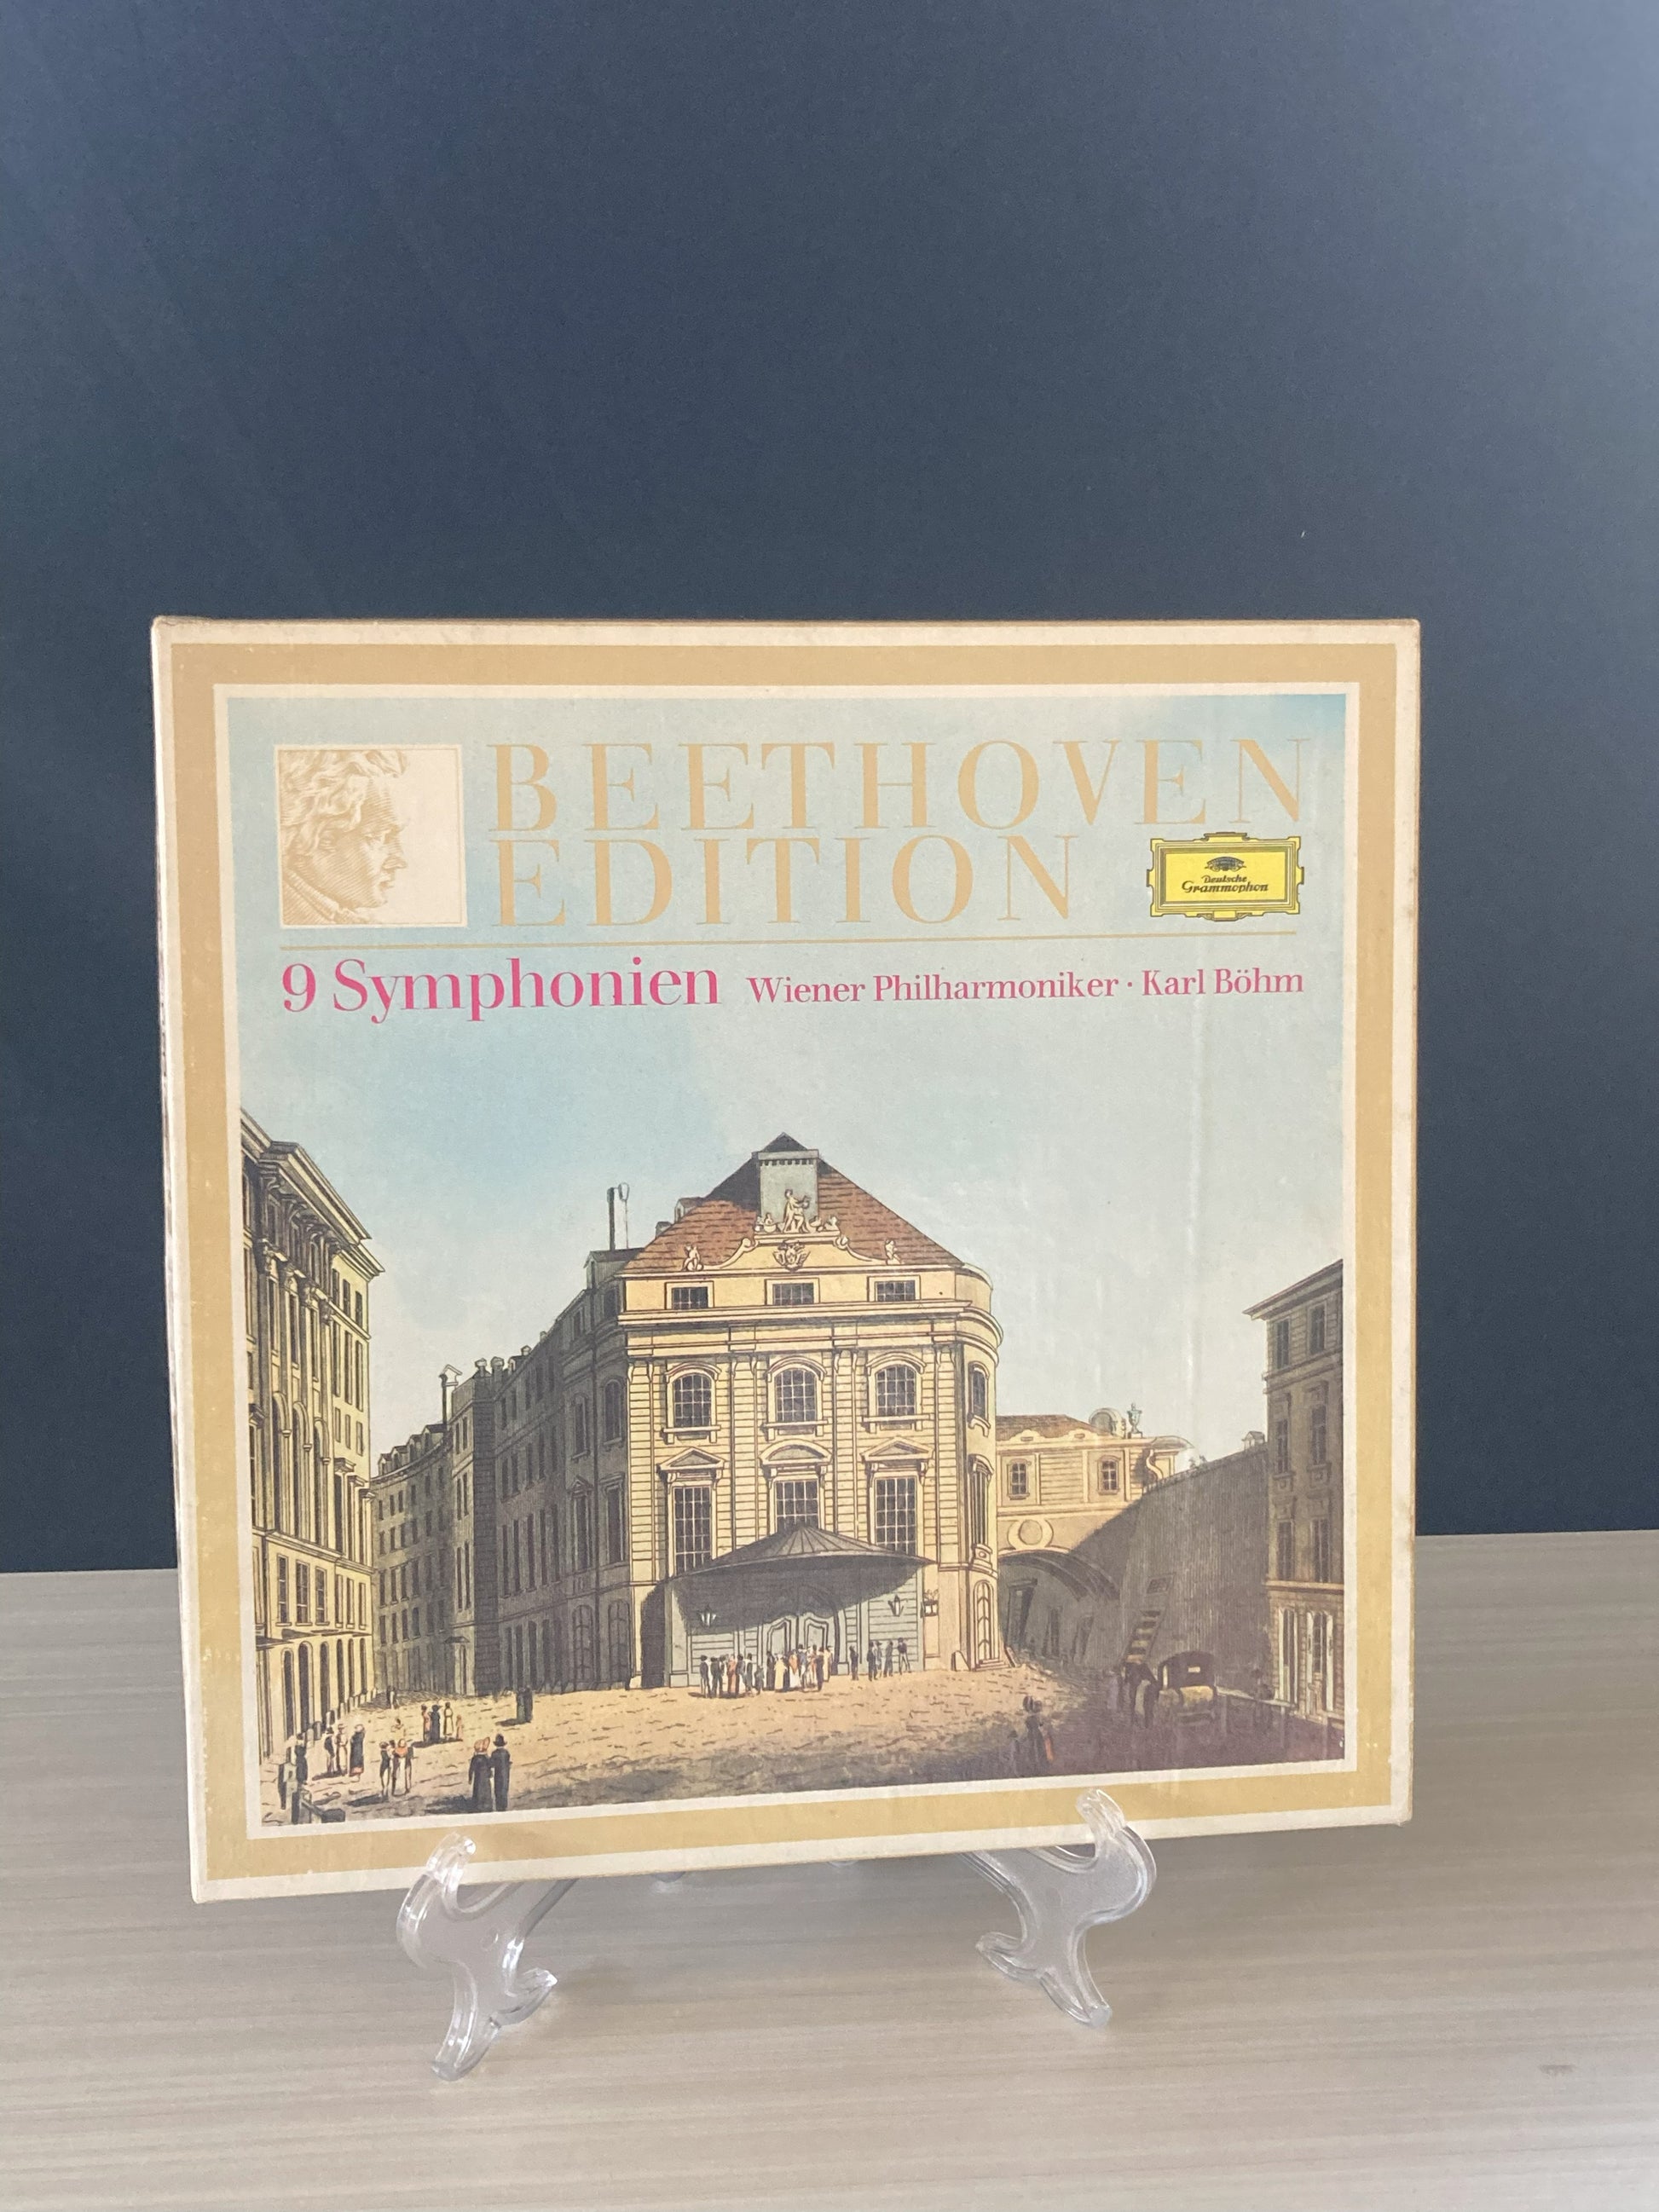 BEETHOVEN
EDITION
Deutsche
Grammophon
9 Symphonien Wiener Philharmoniker · Karl Böhm